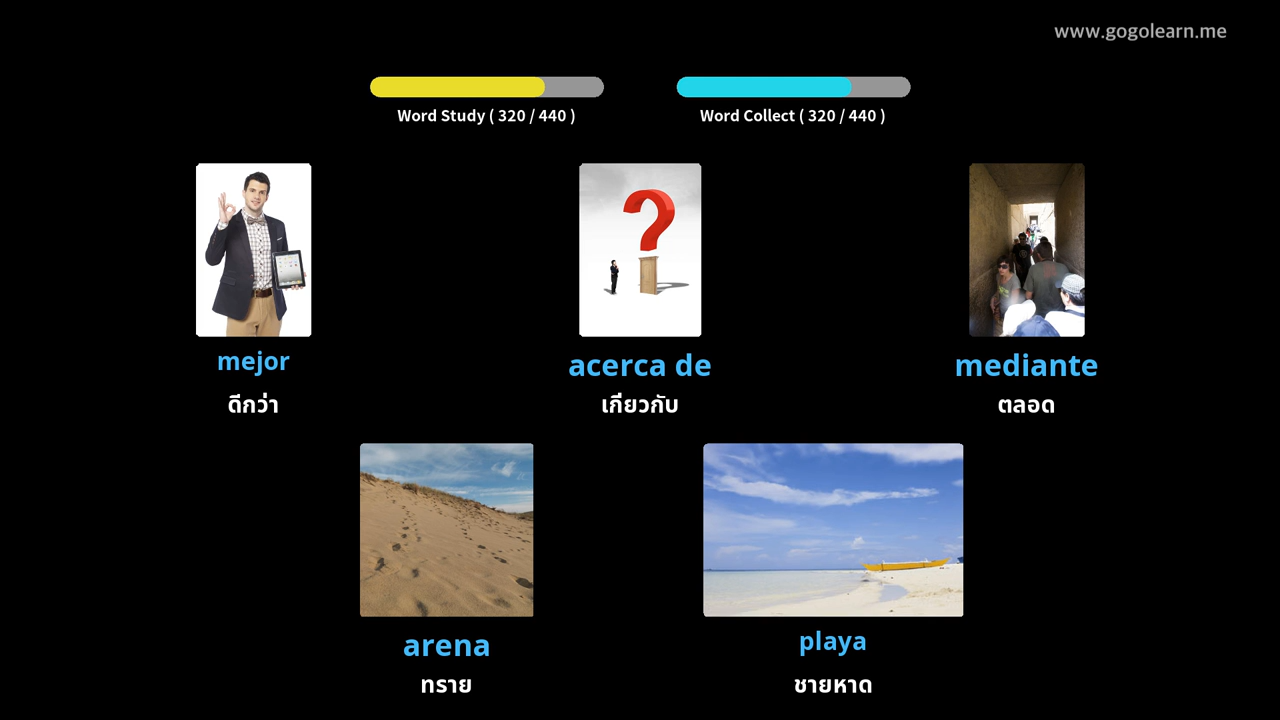 www.gogolearn.me
Word Study ( 320 / 440 )
Word Collect ( 320 / 440 )
mejor
ดีกว่า
acerca de
เกี่ยวกับ
mediante
ตลอด
arena
ทราย
playa
ชายหาด